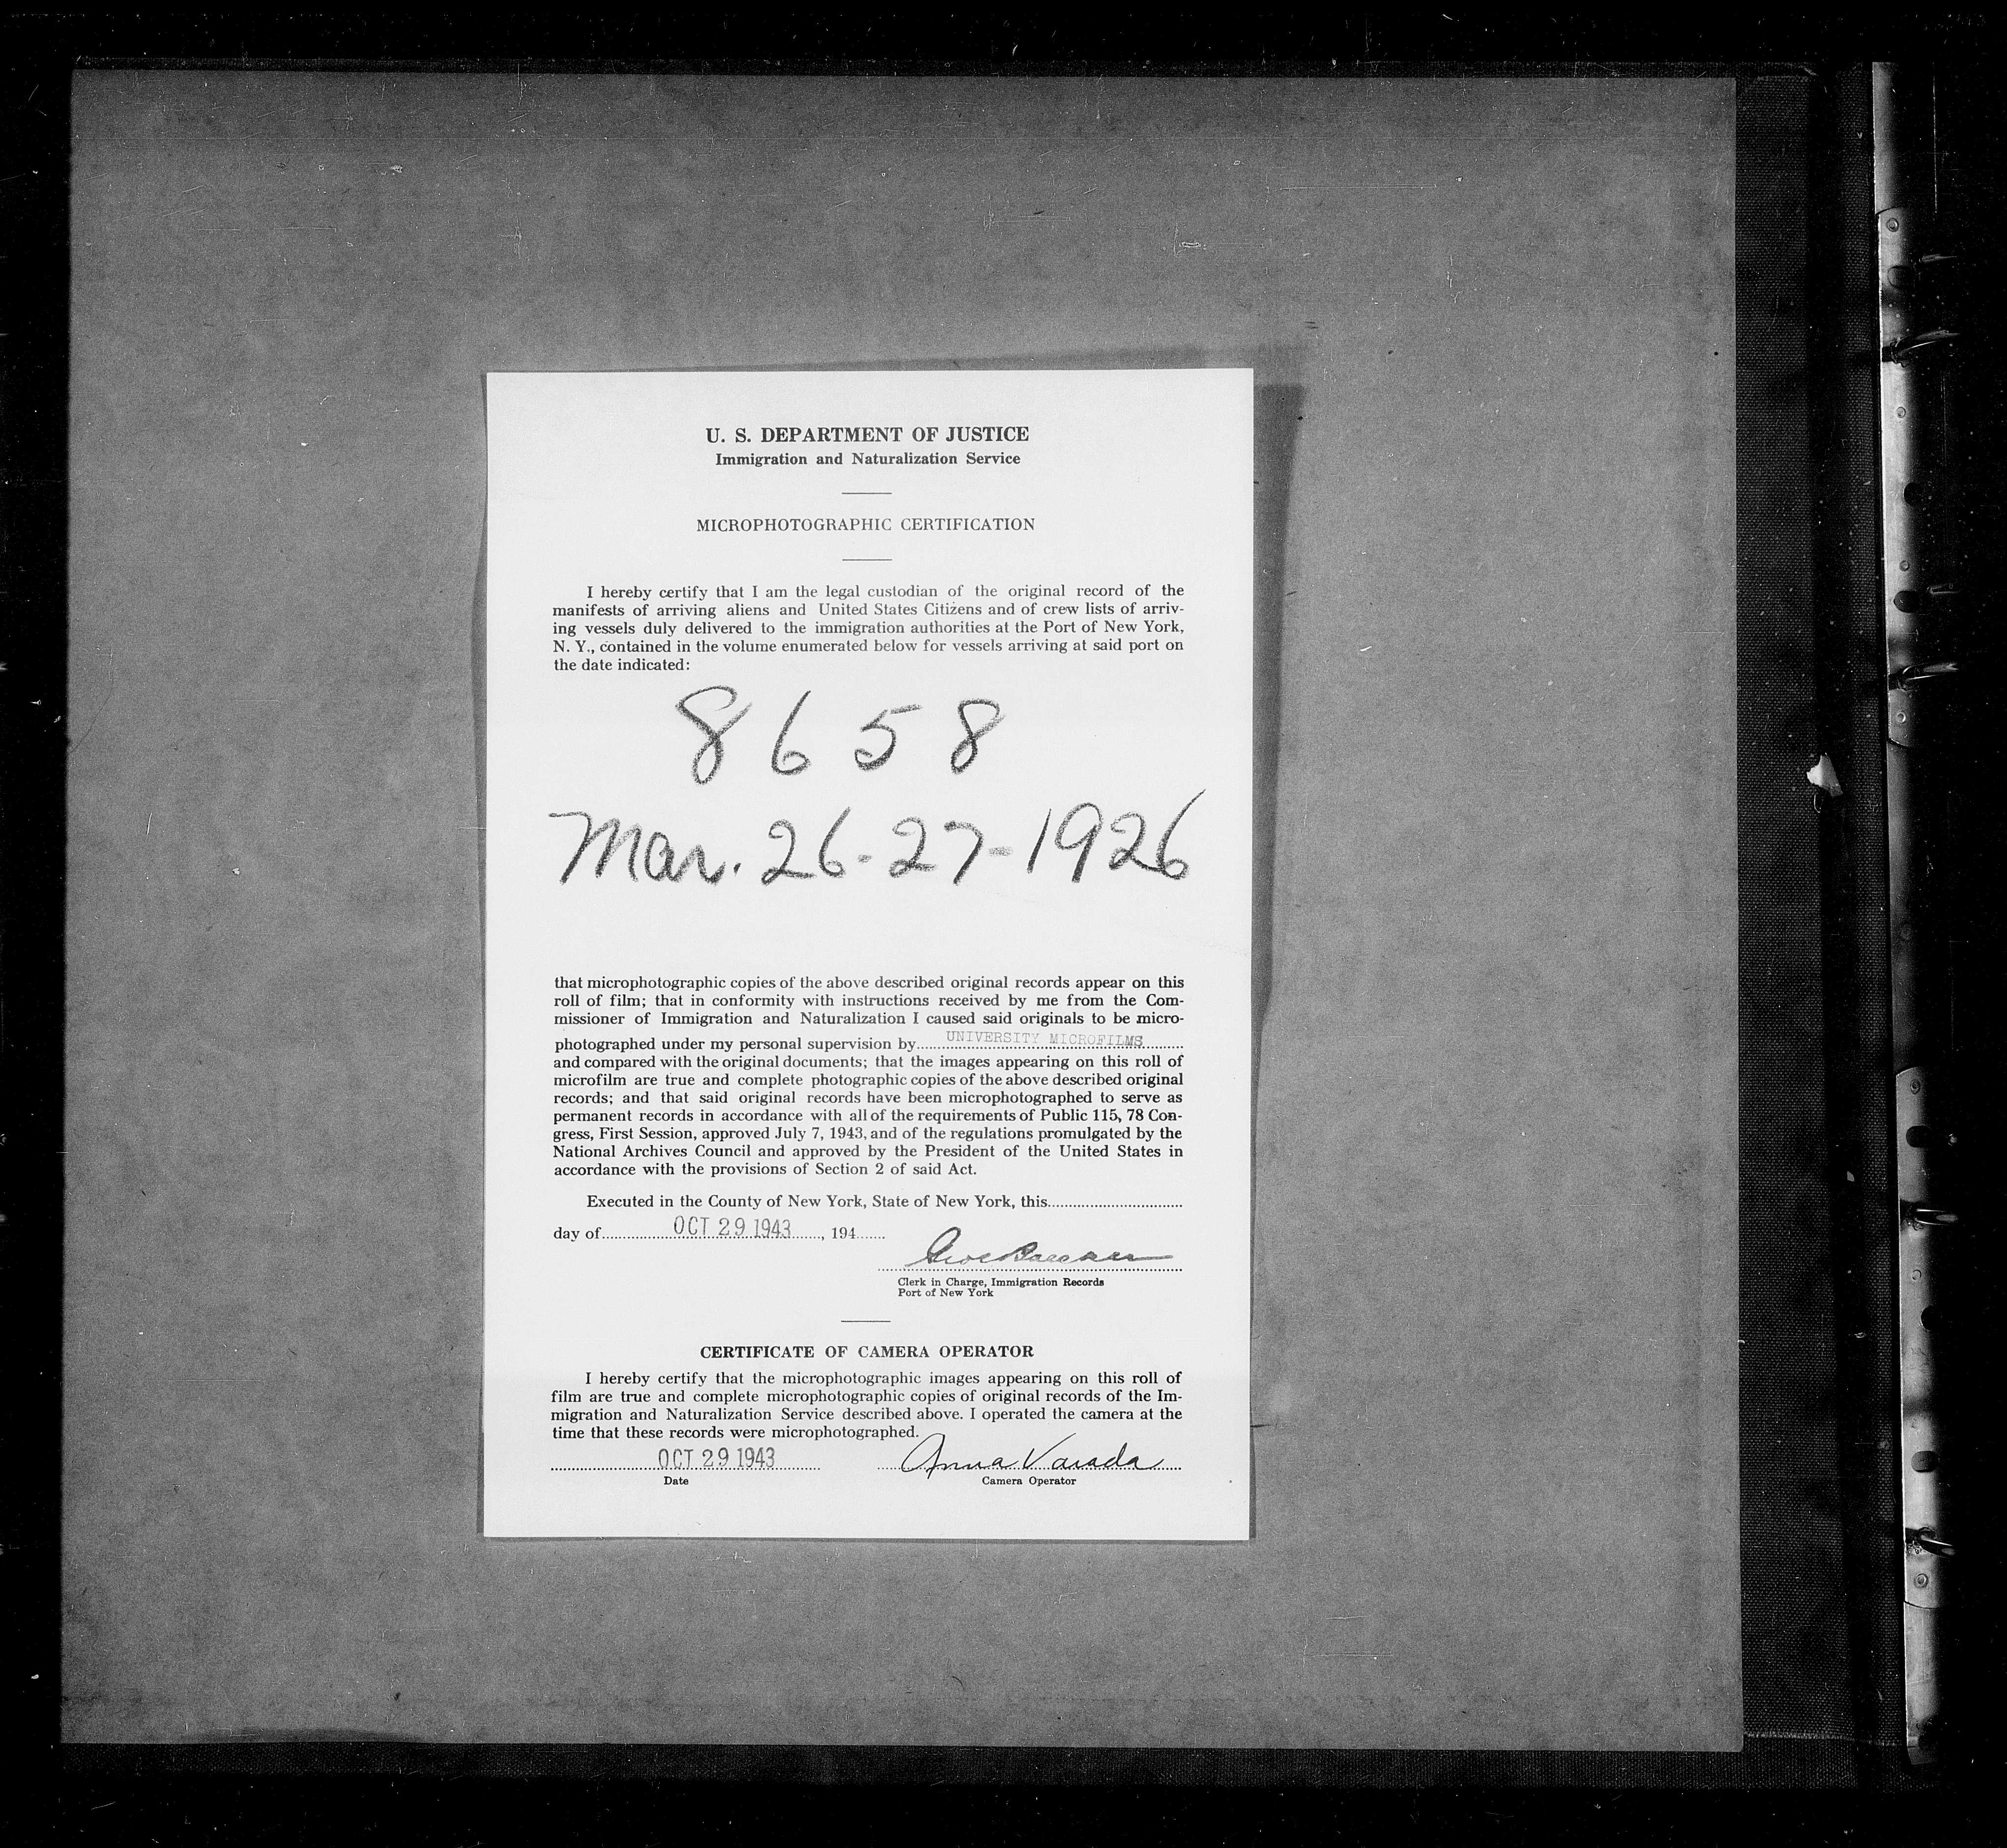 U. S. DEPARTMENT OF JUSTICE
Immigration and Naturalization Service
MICROPHOTOGRAPHIC CERTIFICATION
I hereby certify that I am the legal custodian of the original record of the
manifests of arriving aliens and United States Citizens and of crew lists of arriv-
ing vessels duly delivered to the immigration authorities at the Port of New York,
N. Y., contained in the volume enumerated below for vessels arriving at said port on
the date indicated:
8658
Mar. 26-27-1926
that microphotographic copies of the above described original records appear on this
roll of film; that in conformity with instructions received by me from the Com-
missioner of Immigration and Naturalization I caused said originals to be micro-
photographed under my personal supervision by UNIVERSITY MICROFILMS
and compared with the original documents; that the images appearing on this roll of
microfilm are true and complete photographic copies of the above described original
records; and that said original records have been microphotographed to serve as
permanent records in accordance with all of the requirements of Public 115, 78 Con-
gress, First Session, approved July 7, 1943, and of the regulations promulgated by the
National Archives Council and approved by the President of the United States in
accordance with the provisions of Section 2 of said Act.
Executed in the County of New York, State of New York, this
day of OCT 29 1943, 194
Clerk in Charge, Immigration Records
Port of New York
CERTIFICATE OF CAMERA OPERATOR
I hereby certify that the microphotographic images appearing on this roll of
film are true and complete microphotographic copies of original records of the Im-
migration and Naturalization Service described above. I operated the camera at the
time that these records were microphotographed.
OCT 29 1943 Anna Varada
Date Camera Operator